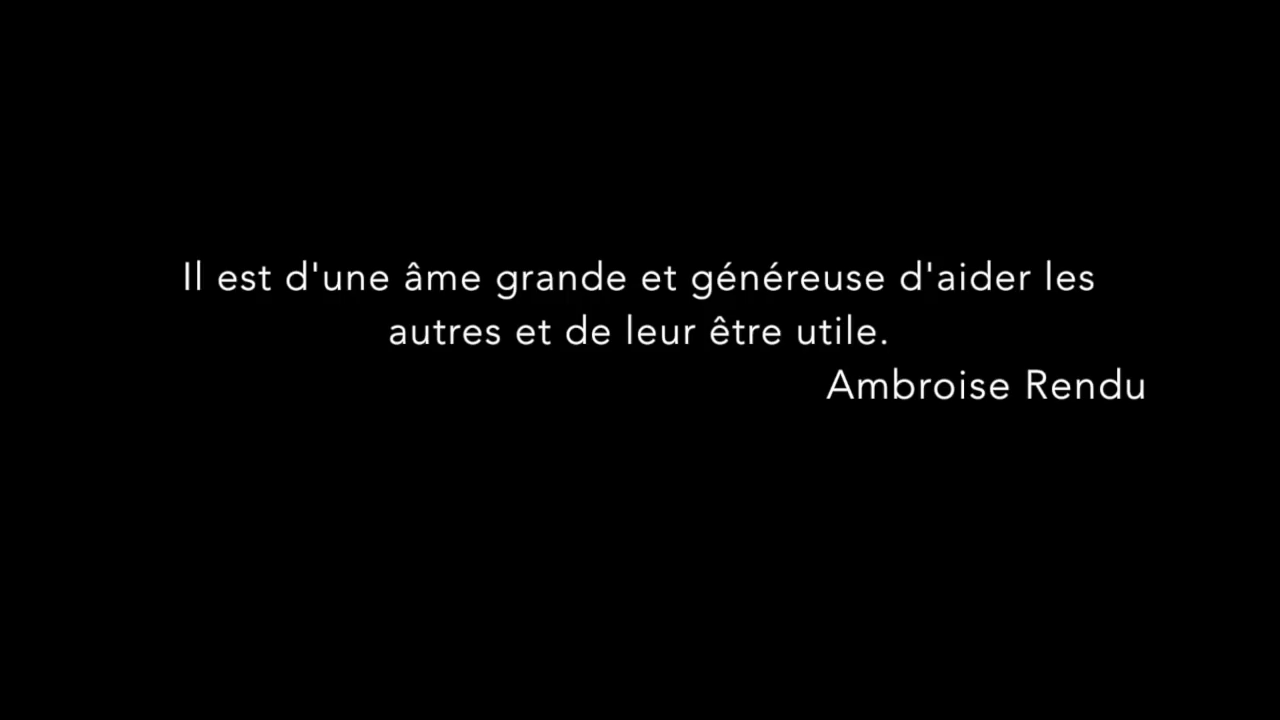 Il est d'une âme grande et généreuse d'aider les
autres et de leur être utile.
Ambroise Rendu